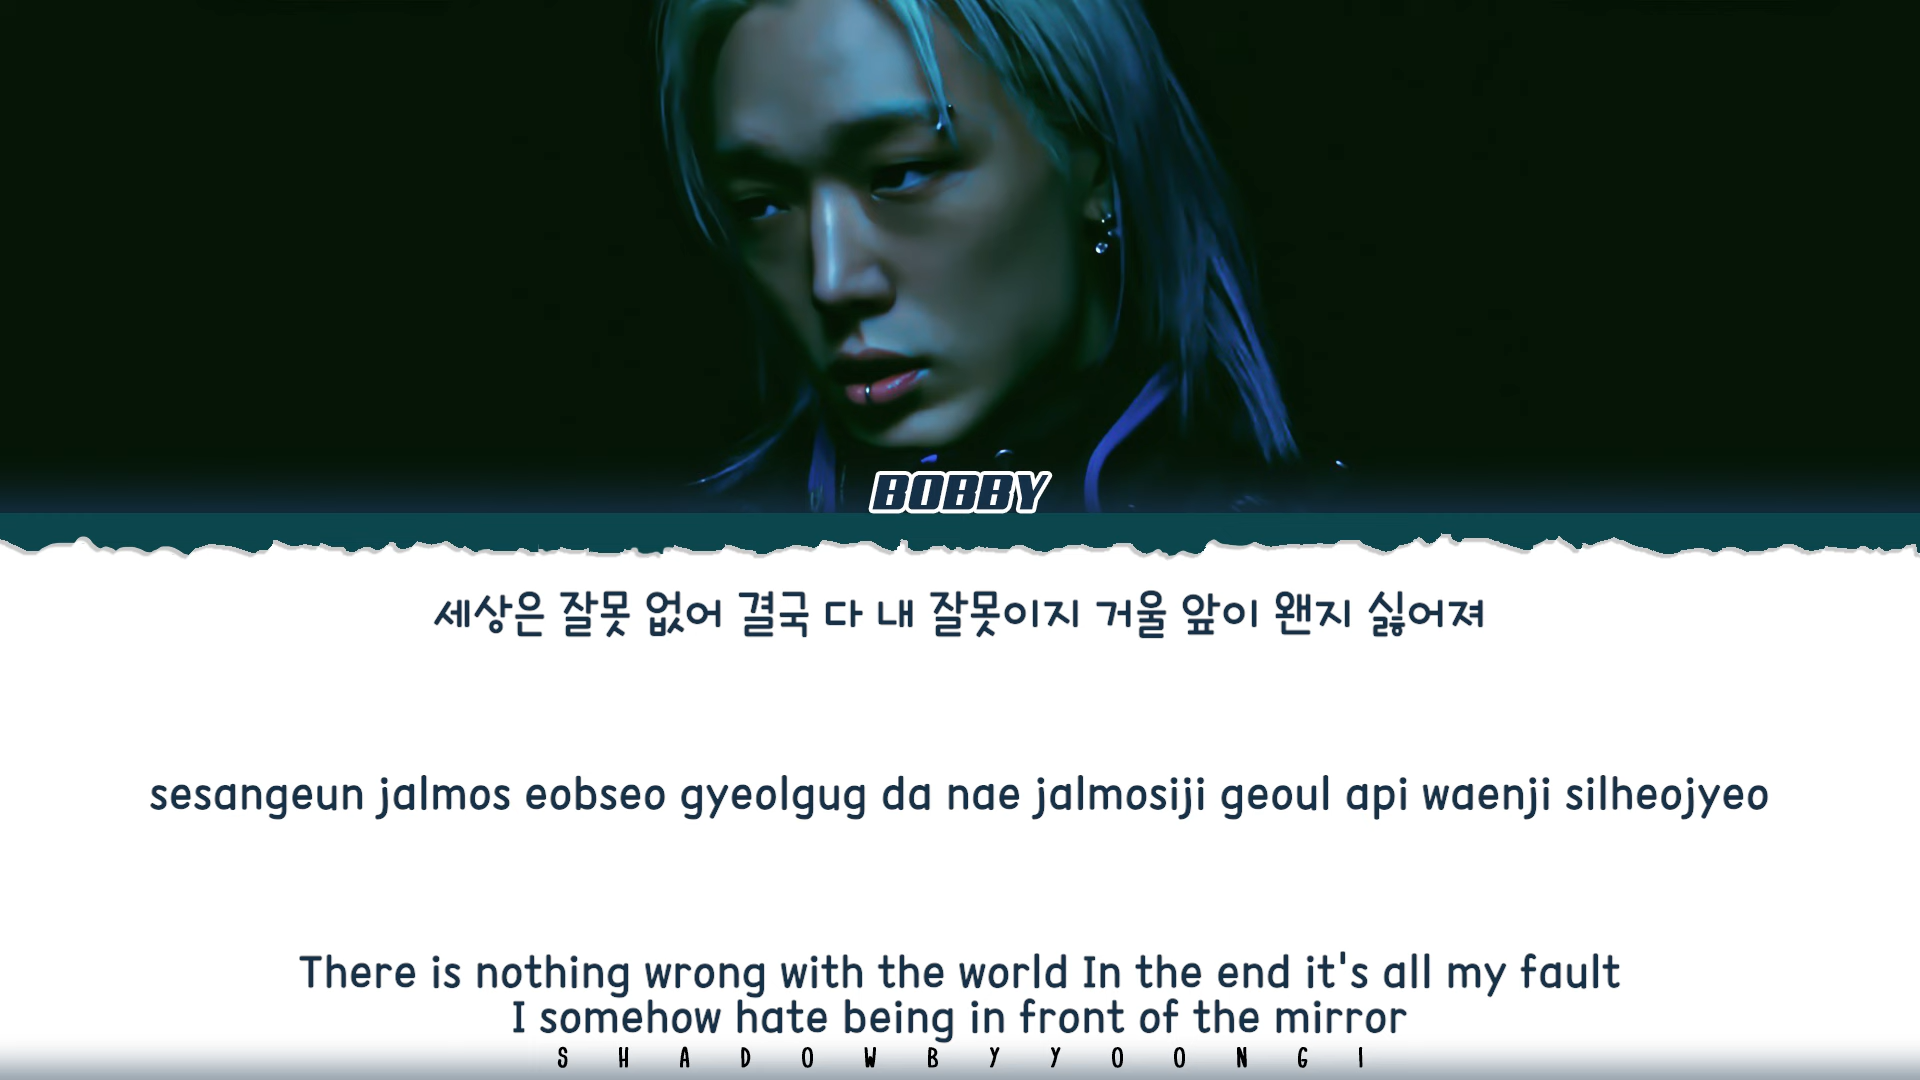 BOBBY
세상은 잘못 없어 결국 다 내 잘못이지 거울 앞이 왠지 싫어져
sesangeun jalmos eobseo gyeolgug da nae jalmosiji geoul api waenji silheojyeo
There is nothing wrong with the world In the end it's all my fault
I somehow hate being in front of the mirror
SHADOWBYYOONGI